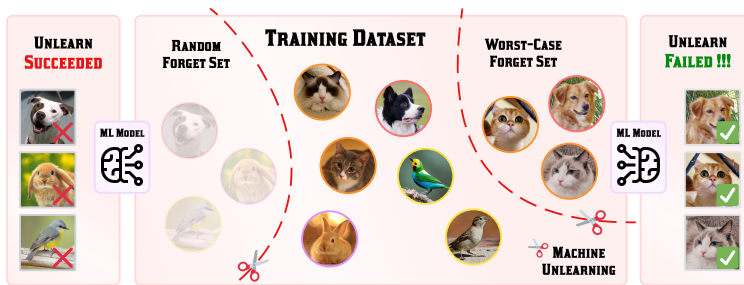 Unlearn
Succeeded
ML Model
Random
Forget Set
Training Dataset
Worst-Case
Forget Set
Machine
Unlearning
Unlearn
Failed !!!
ML Model